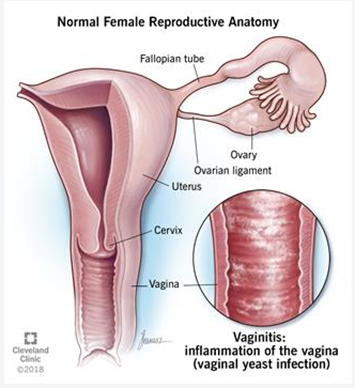 Normal Female Reproductive Anatomy
Fallopian tube
Ovary
Ovarian ligament
Uterus
Cervix
Vagina
Vaginitis:
inflammation of the vagina
(vaginal yeast infection)
Cleveland
Clinic
©2018